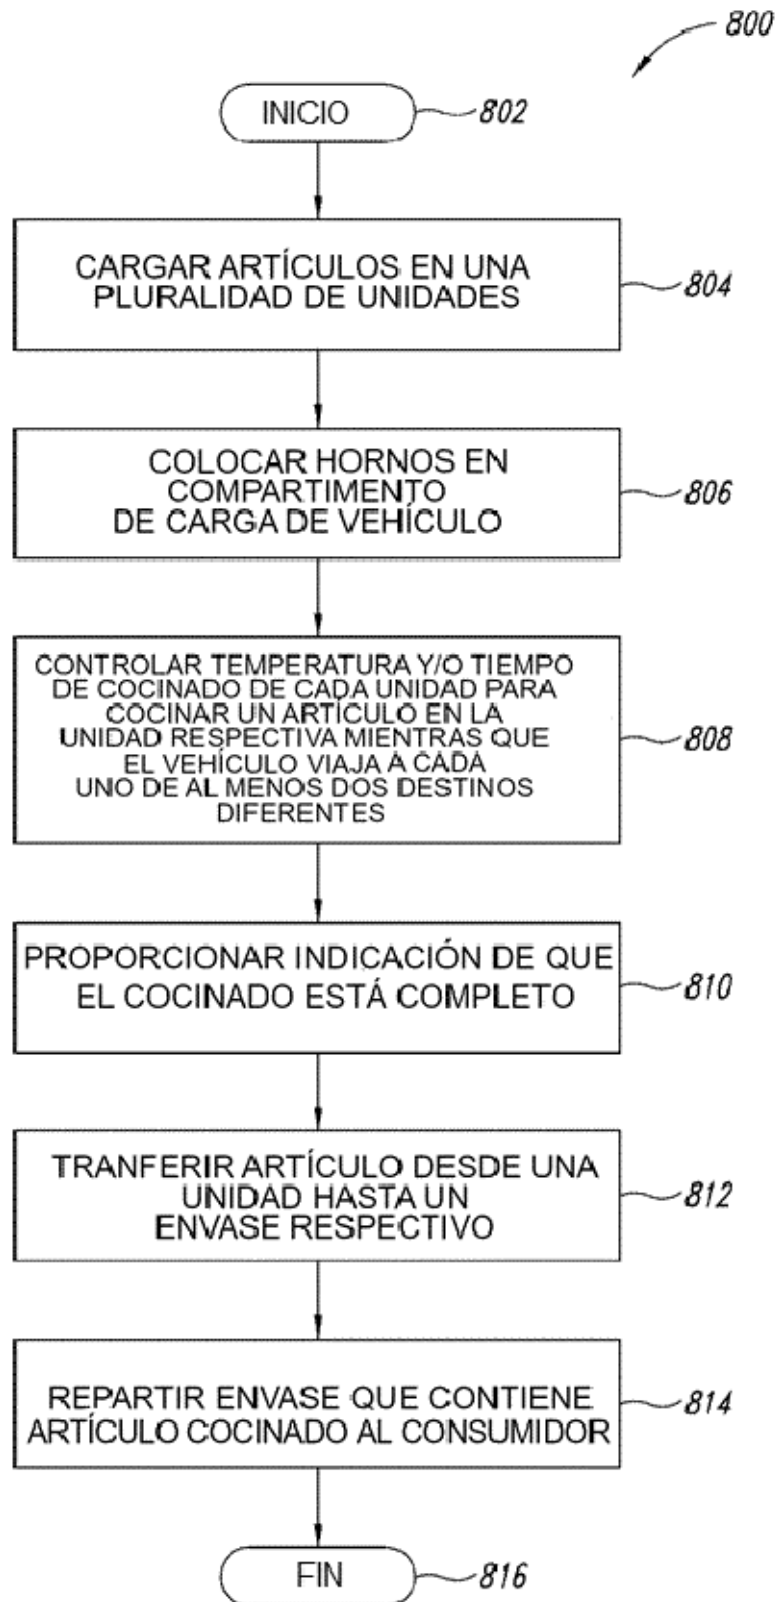 800
INICIO
802
CARGAR ARTÍCULOS EN UNA
PLURALIDAD DE UNIDADES
804
COLOCAR HORNOS EN
COMPARTIMENTO
DE CARGA DE VEHÍCULO
806
CONTROLAR TEMPERATURA Y/O TIEMPO
DE COCINADO DE CADA UNIDAD PARA
COCINAR UN ARTÍCULO EN LA
UNIDAD RESPECTIVA MIENTRAS QUE
EL VEHÍCULO VIAJA A CADA
UNO DE AL MENOS DOS DESTINOS
DIFERENTES
808
PROPORCIONAR INDICACIÓN DE QUE
EL COCINADO ESTÁ COMPLETO
810
TRANFERIR ARTÍCULO DESDE UNA
UNIDAD HASTA UN
ENVASE RESPECTIVO
812
REPARTIR ENVASE QUE CONTIENE
ARTÍCULO COCINADO AL CONSUMIDOR
814
FIN
816